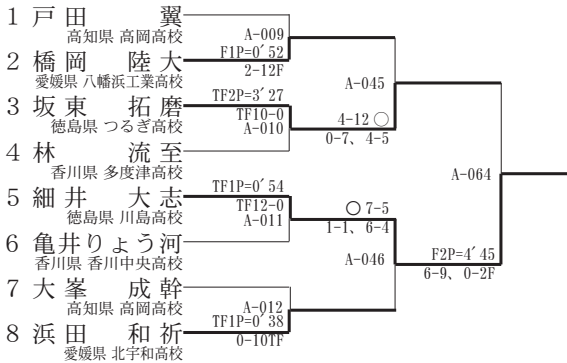 1 戸田 翼
高知県 高岡高校
A-009
2 橋岡 陸大
F1P=0´52
愛媛県 八幡浜工業高校
2-12F
A-045
3 坂東 拓磨
TF2P=3´27
徳島県 つるぎ高校
TF10-0
4-12 ○
A-010
0-7、4-5
4 林 流至
香川県 多度津高校
A-064
5 細井 大志
TF1P=0´54
徳島県 川島高校
TF12-0
○ 7-5
A-011
1-1、6-4
6 亀井りょう河
F2P=4´45
香川県 香川中央高校
A-046
6-9、0-2F
7 大峯 成幹
高知県 高岡高校
A-012
8 浜田 和祈
TF1P=0´38
愛媛県 北宇和高校
0-10TF